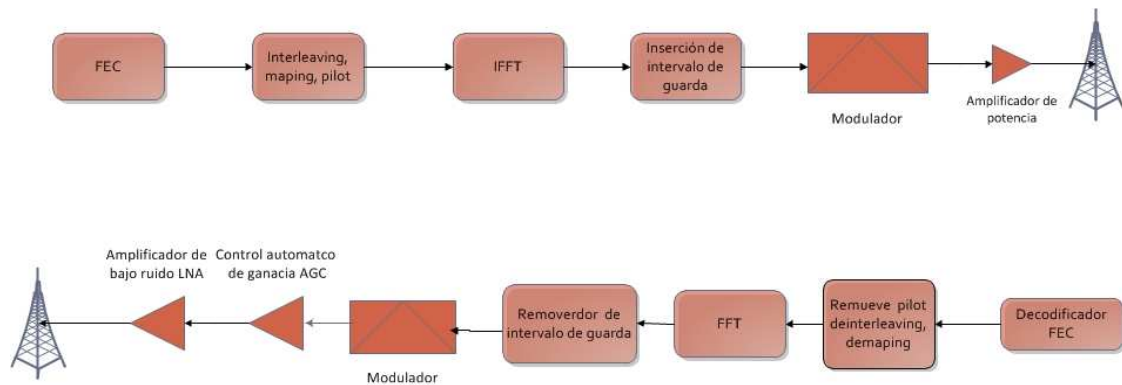 FEC
Interleaving,
maping, pilot
IFFT
Inserción de
intervalo de
guarda
Modulador
Amplificador de
potencia
Amplificador de
bajo ruido LNA
Control automatco
de ganacia AGC
Modulador
Removerdor de
intervalo de guarda
FFT
Remueve pilot
deinterleaving,
demaping
Decodificador
FEC